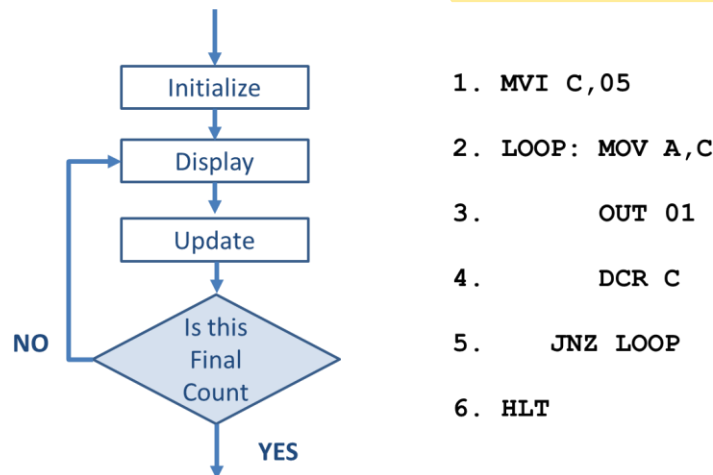 Initialize
Display
Update
Is this
Final
Count
NO
YES
1. MVI C,05
2. LOOP: MOV A,C
3. OUT 01
4. DCR C
5. JNZ LOOP
6. HLT